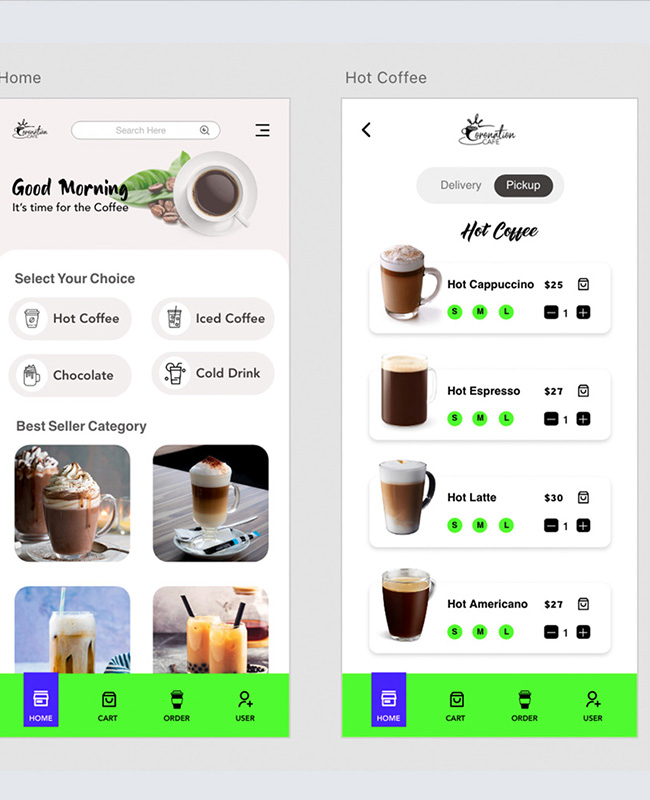 Home
Coronation
CAFE
Search Here
Good Morning
It's time for the Coffee
Select Your Choice
Hot Coffee
Iced Coffee
Chocolate
Cold Drink
Best Seller Category
HOME
CART
ORDER
USER
Hot Coffee
Coronation
CAFE
Delivery
Pickup
Hot Coffee
Hot Cappuccino $25
S M L 1
Hot Espresso $27
S M L 1
Hot Latte $30
S M L 1
Hot Americano $27
S M L 1
HOME
CART
ORDER
USER